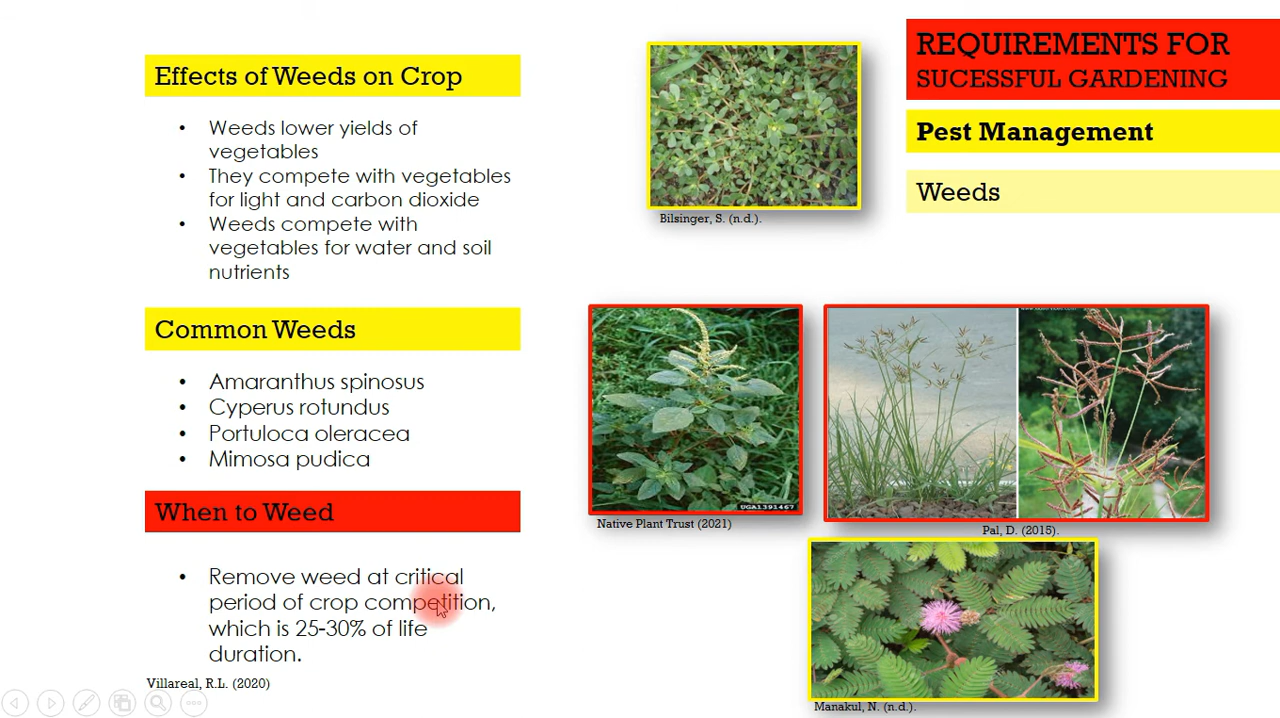 Effects of Weeds on Crop
• Weeds lower yields of
vegetables
• They compete with vegetables
for light and carbon dioxide
• Weeds compete with
vegetables for water and soil
nutrients
Common Weeds
• Amaranthus spinosus
• Cyperus rotundus
• Portuloca oleracea
• Mimosa pudica
When to Weed
• Remove weed at critical
period of crop competition,
which is 25-30% of life
duration.
Villareal, R.L. (2020)
Bilsinger, S. (n.d.).
REQUIREMENTS FOR
SUCESSFUL GARDENING
Pest Management
Weeds
UGA1391467
Native Plant Trust (2021)
Pal, D. (2015).
Manakul, N. (n.d.).